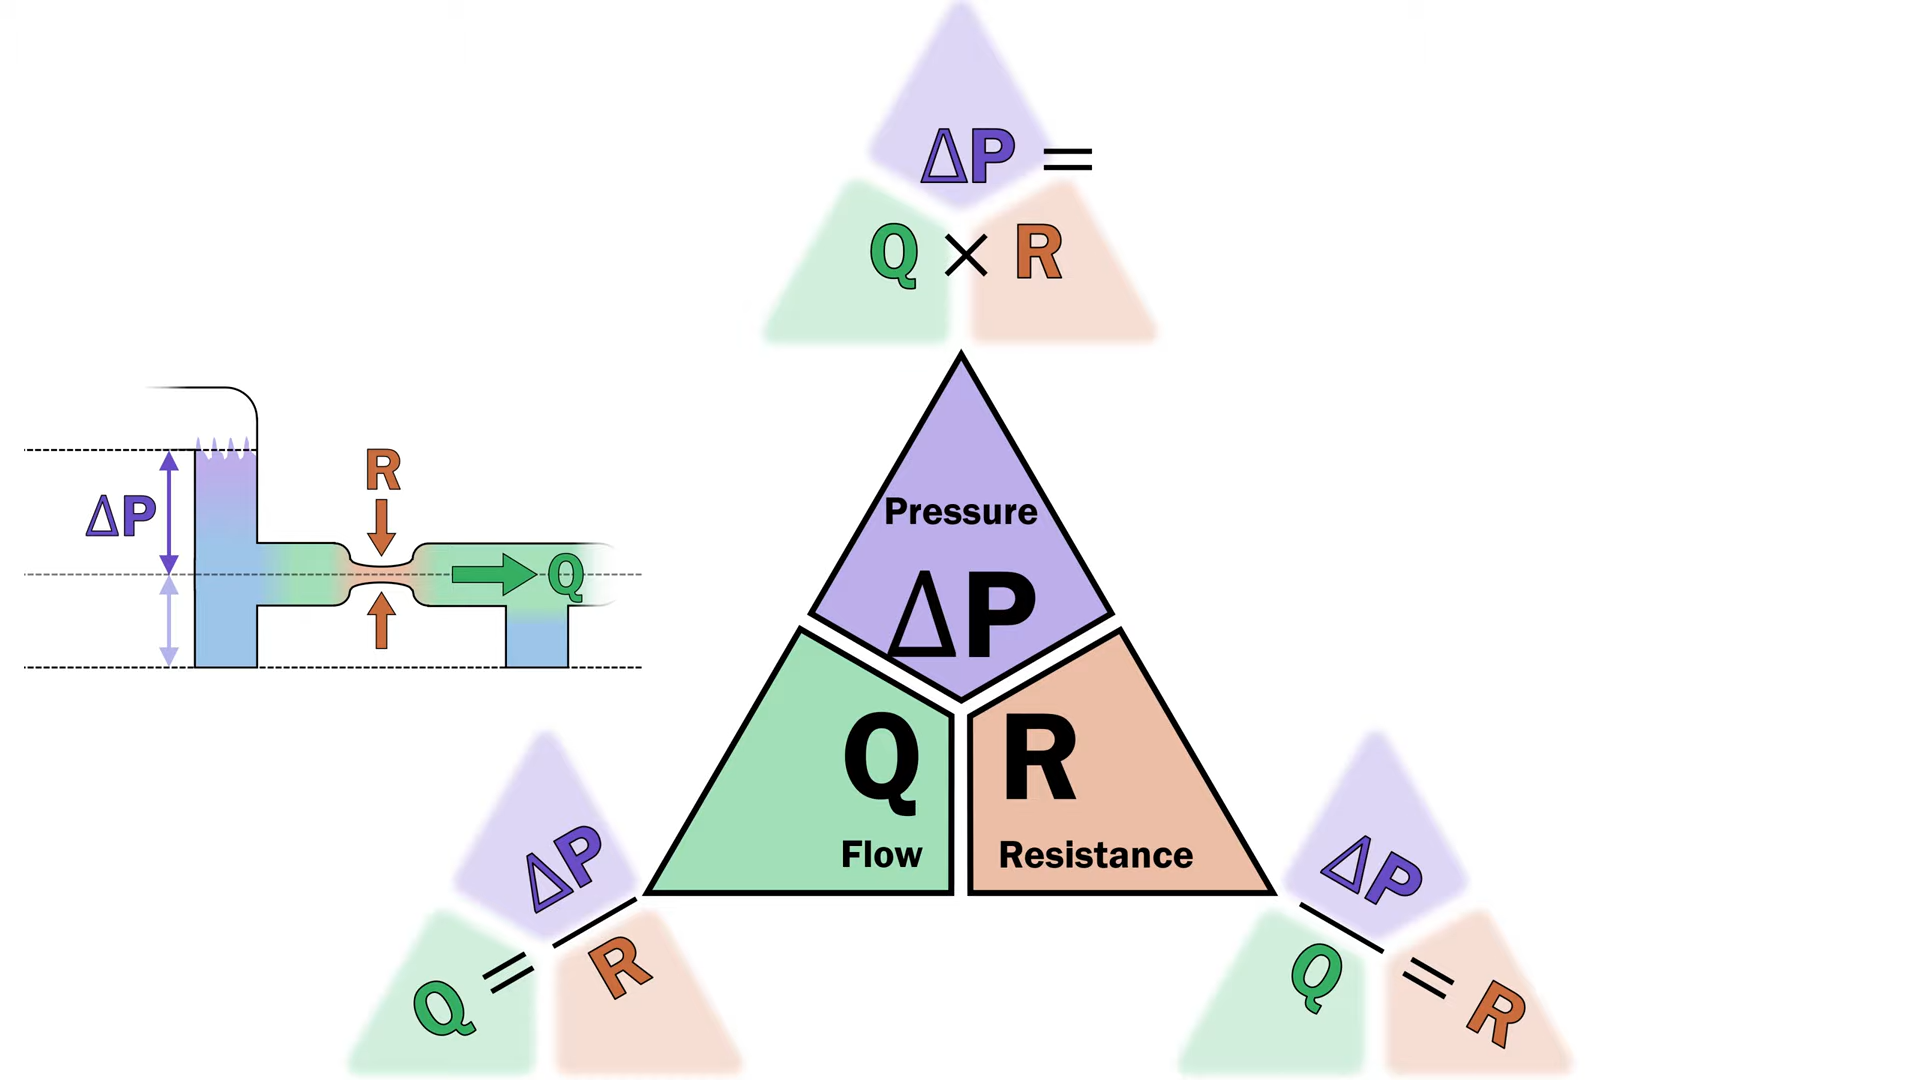 ΔP =
Q × R
R
ΔP
Q
Pressure
ΔP
Q
R
Flow
Resistance
ΔP
Q = R
ΔP
Q = R